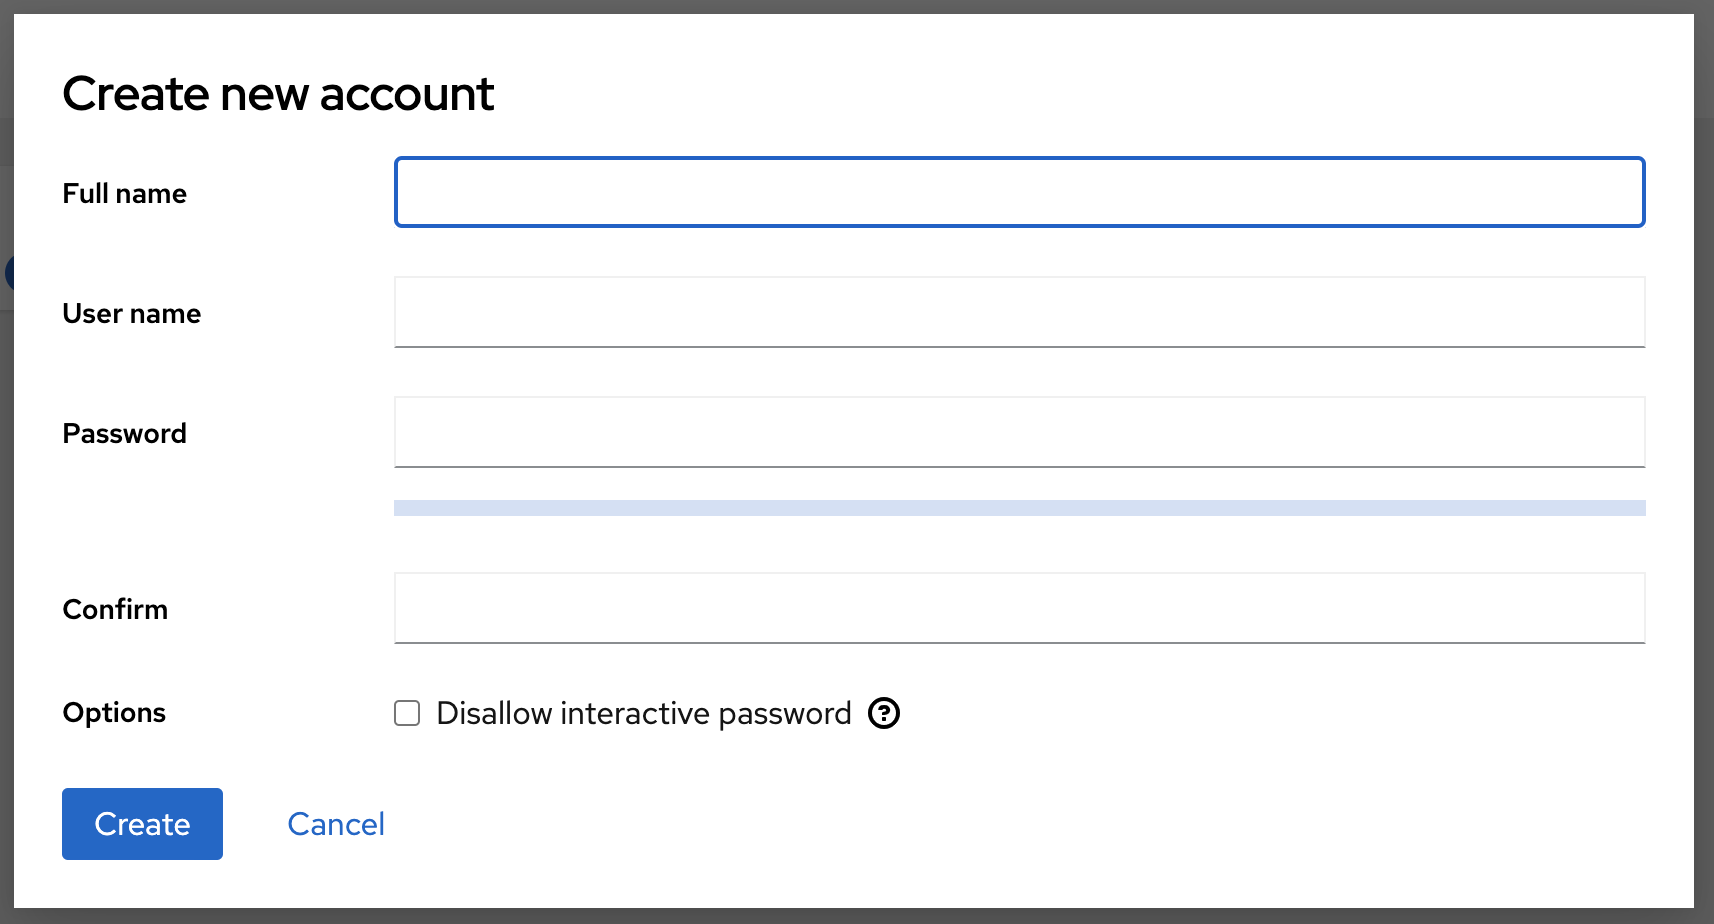 Create new account
Full name
User name
Password
Confirm
Options
Disallow interactive password
Create Cancel